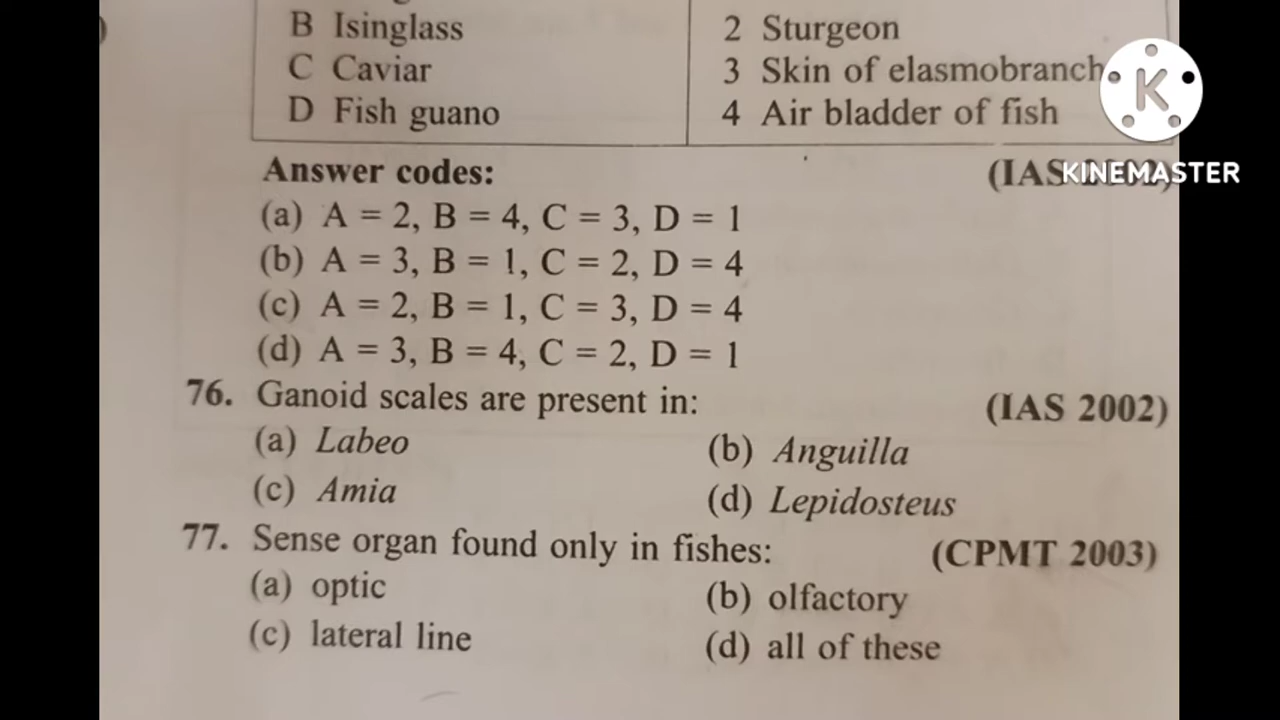 B Isinglass 2 Sturgeon
C Caviar 3 Skin of elasmobranch
D Fish guano 4 Air bladder of fish
K
Answer codes: (IAS 2002)
KINEMASTER
(a) A = 2, B = 4, C = 3, D = 1
(b) A = 3, B = 1, C = 2, D = 4
(c) A = 2, B = 1, C = 3, D = 4
(d) A = 3, B = 4, C = 2, D = 1
76. Ganoid scales are present in: (IAS 2002)
(a) Labeo (b) Anguilla
(c) Amia (d) Lepidosteus
77. Sense organ found only in fishes: (CPMT 2003)
(a) optic (b) olfactory
(c) lateral line (d) all of these